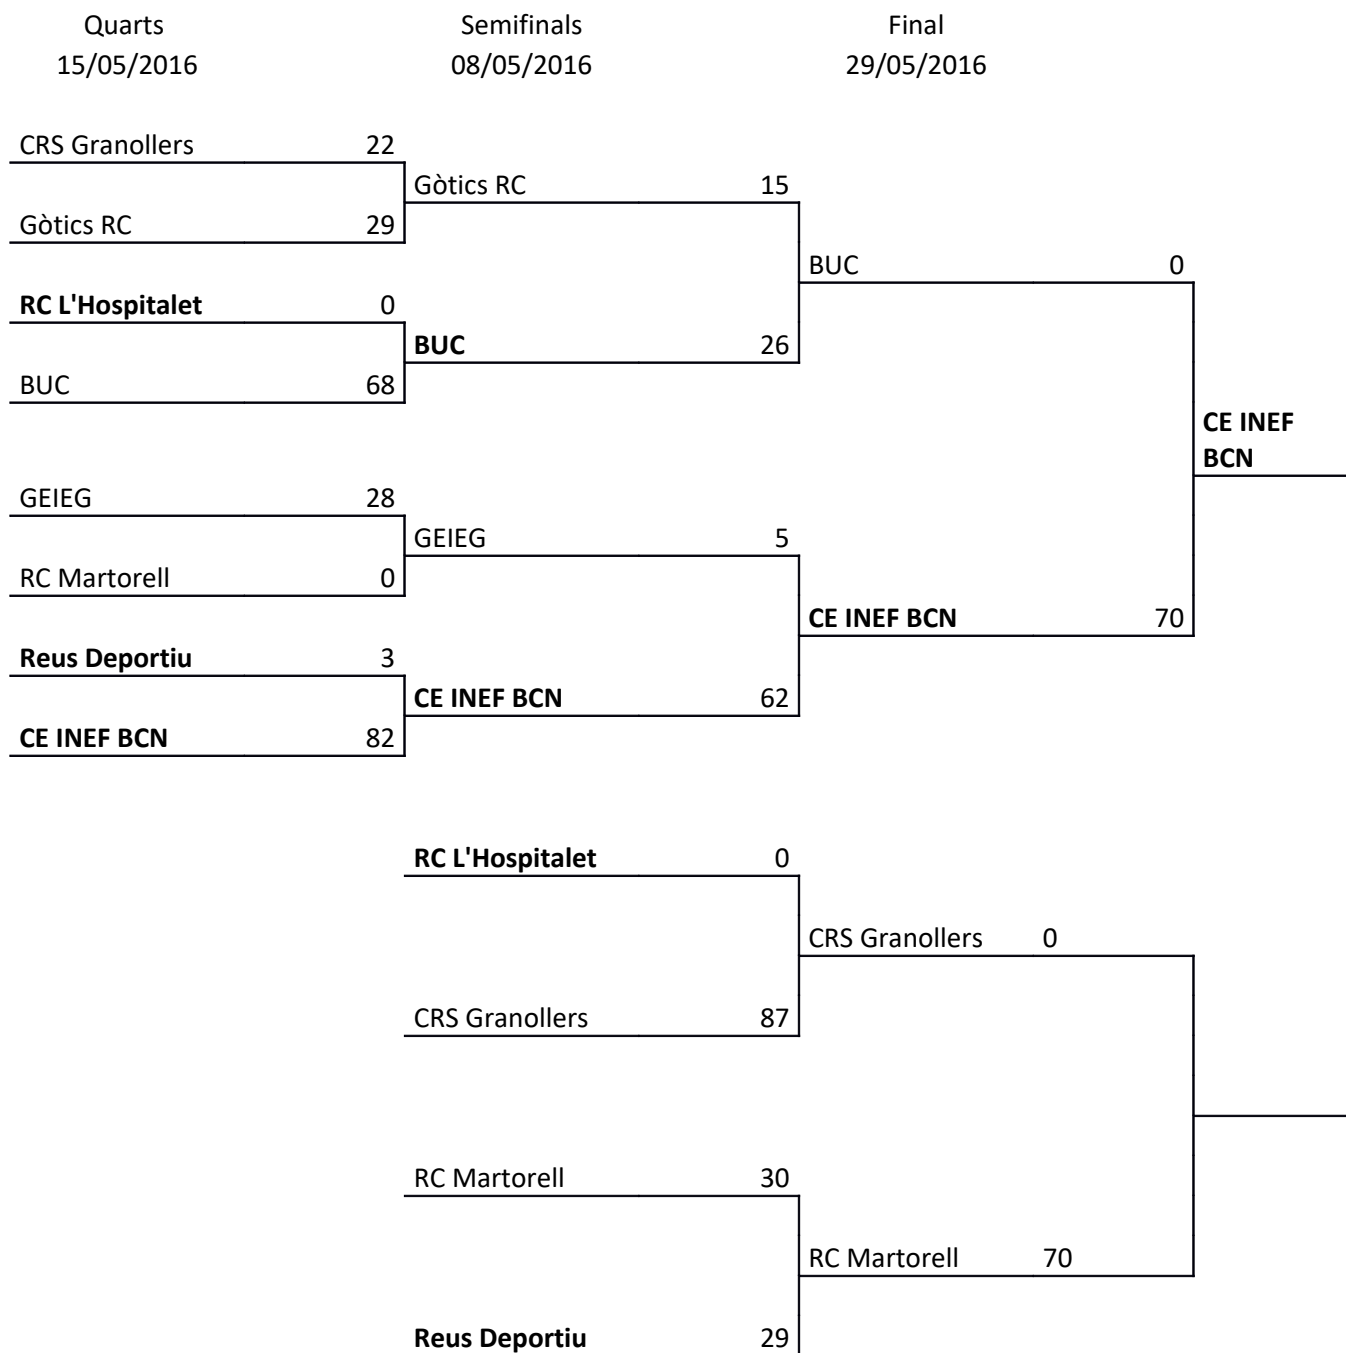 Quarts Semifinals Final
15/05/2016 08/05/2016 29/05/2016
CRS Granollers 22
Gòtics RC 15
Gòtics RC 29
BUC 0
RC L'Hospitalet 0
BUC 26
BUC 68
CE INEF
BCN
GEIEG 28
GEIEG 5
RC Martorell 0
CE INEF BCN 70
Reus Deportiu 3
CE INEF BCN 62
CE INEF BCN 82
RC L'Hospitalet 0
CRS Granollers 0
CRS Granollers 87
RC Martorell 30
RC Martorell 70
Reus Deportiu 29